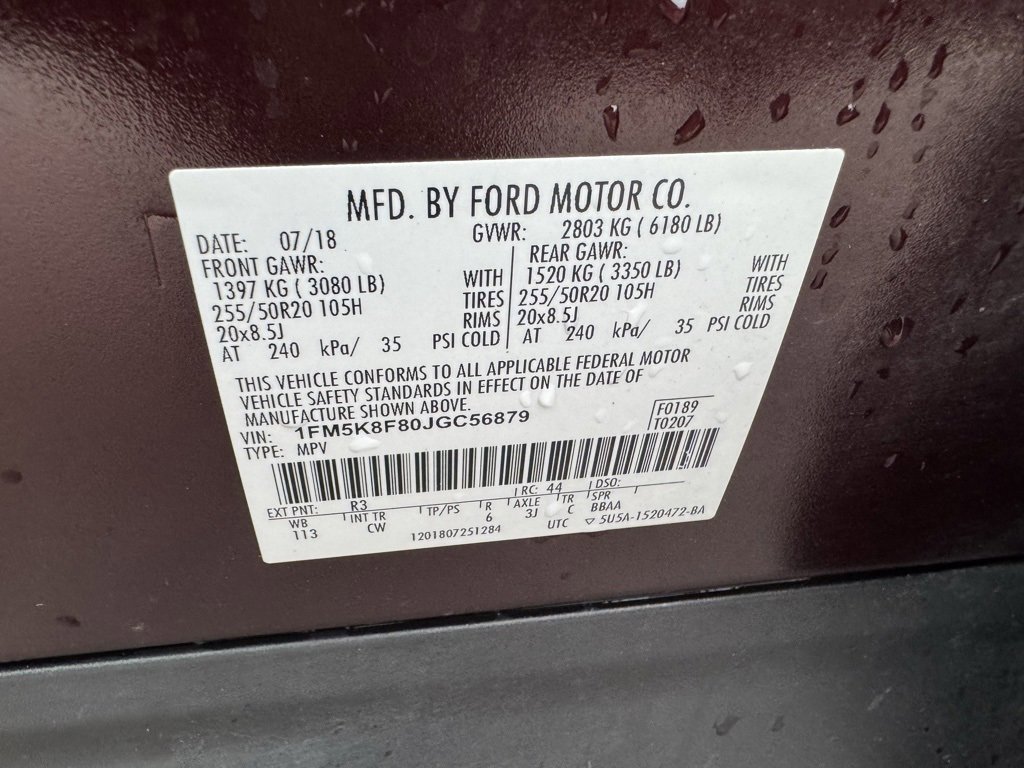 MFD. BY FORD MOTOR CO.
DATE: 07/18 GVWR: 2803 KG ( 6180 LB)
FRONT GAWR: REAR GAWR:
1397 KG ( 3080 LB) WITH 1520 KG ( 3350 LB) WITH
255/50R20 105H TIRES 255/50R20 105H TIRES
20x8.5J RIMS 20x8.5J RIMS
AT 240 kPa/ 35 PSI COLD AT 240 kPa/ 35 PSI COLD
THIS VEHICLE CONFORMS TO ALL APPLICABLE FEDERAL MOTOR
VEHICLE SAFETY STANDARDS IN EFFECT ON THE DATE OF
MANUFACTURE SHOWN ABOVE.
VIN: 1FM5K8F80JGC56879 F0189
TYPE: MPV T0207
EXT PNT: R3 RC: 44 DSO:
WB INT TR TP/PS R AXLE TR SPR
113 CW 6 3J C BBAA
1201807251284 UTC ▽ 5U5A-1520472-BA